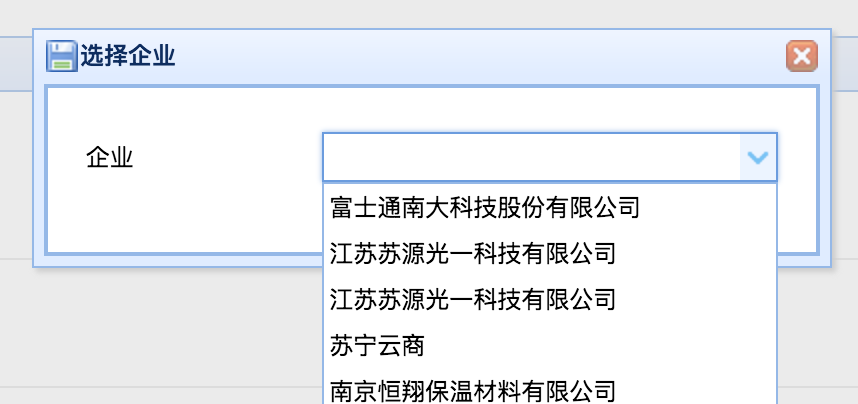 选择企业
企业
富士通南大科技股份有限公司
江苏苏源光一科技有限公司
江苏苏源光一科技有限公司
苏宁云商
南京恒翔保温材料有限公司